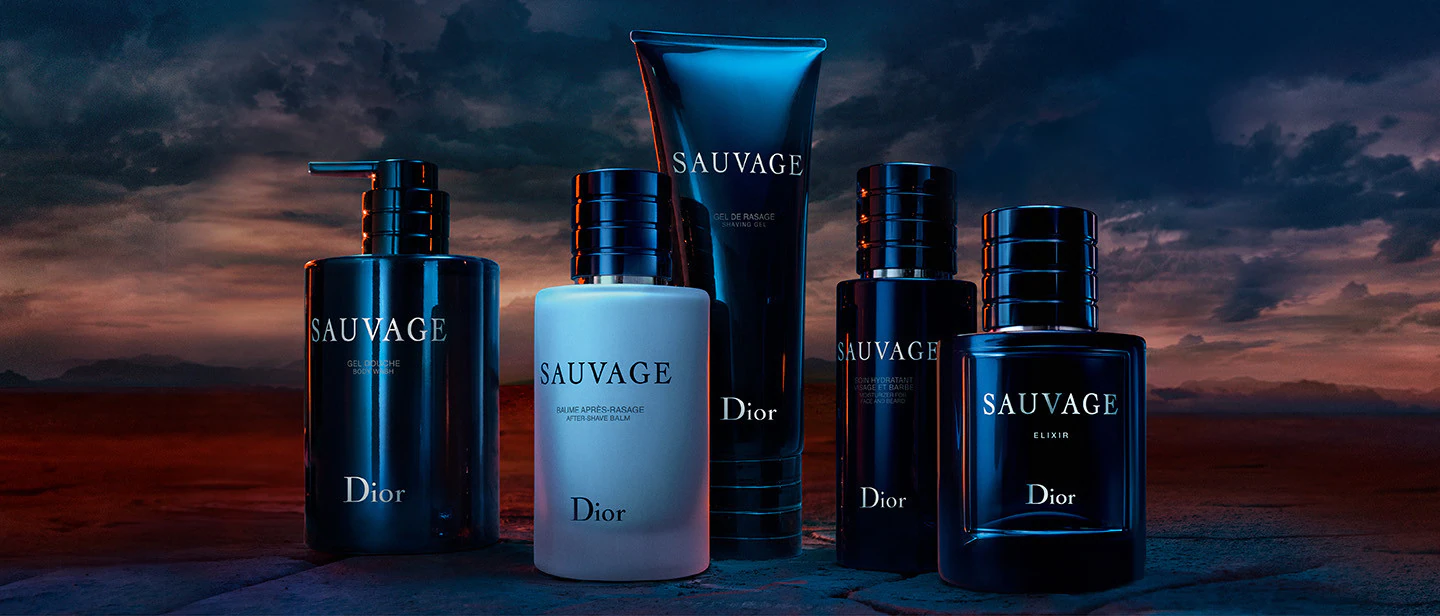 SAUVAGE
GEL DOUCHE
BODY WASH
Dior
SAUVAGE
BAUME APRÈS-RASAGE
AFTER-SHAVE BALM
Dior
SAUVAGE
GEL DE RASAGE
SHAVING GEL
Dior
SAUVAGE
SOIN HYDRATANT
VISAGE ET BARBE
MOISTURIZER FOR
FACE AND BEARD
Dior
SAUVAGE
ELIXIR
Dior